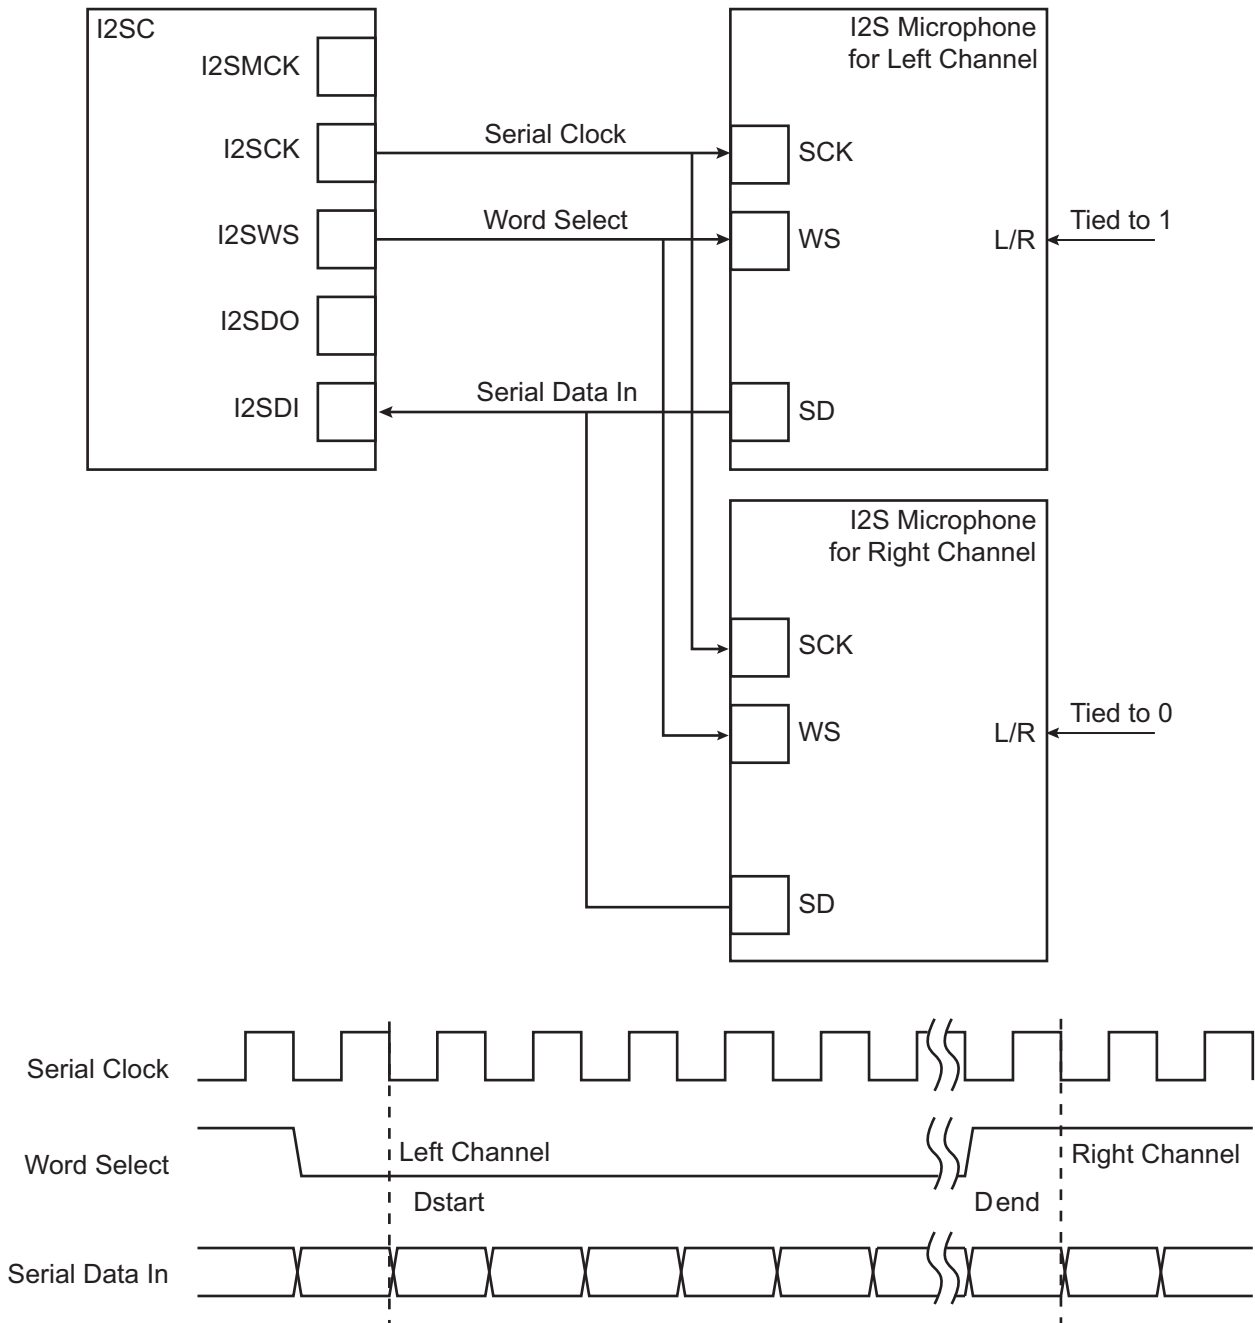 I2SC
I2SMCK
I2SCK
I2SWS
I2SDO
I2SDI
Serial Clock
Word Select
Serial Data In
I2S Microphone
for Left Channel
SCK
WS
L/R
Tied to 1
SD
I2S Microphone
for Right Channel
SCK
WS
L/R
Tied to 0
SD
Serial Clock
Word Select
Left Channel
Right Channel
Dstart
Dend
Serial Data In